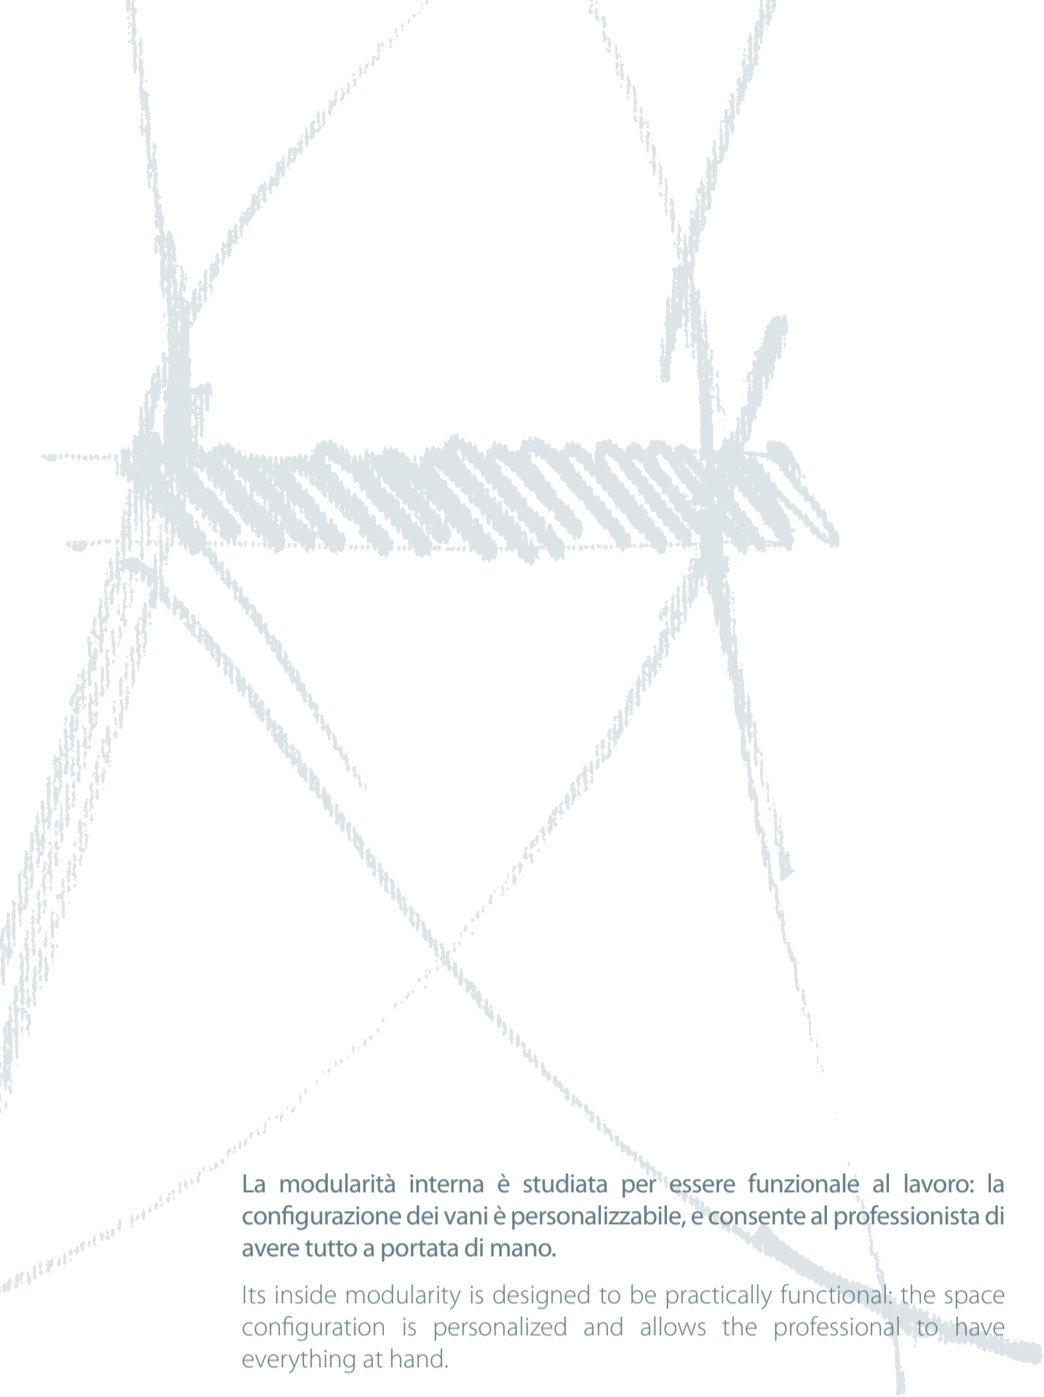 La modularità interna è studiata per essere funzionale al lavoro: la
configurazione dei vani è personalizzabile, e consente al professionista di
avere tutto a portata di mano.
Its inside modularity is designed to be practically functional: the space
configuration is personalized and allows the professional to have
everything at hand.